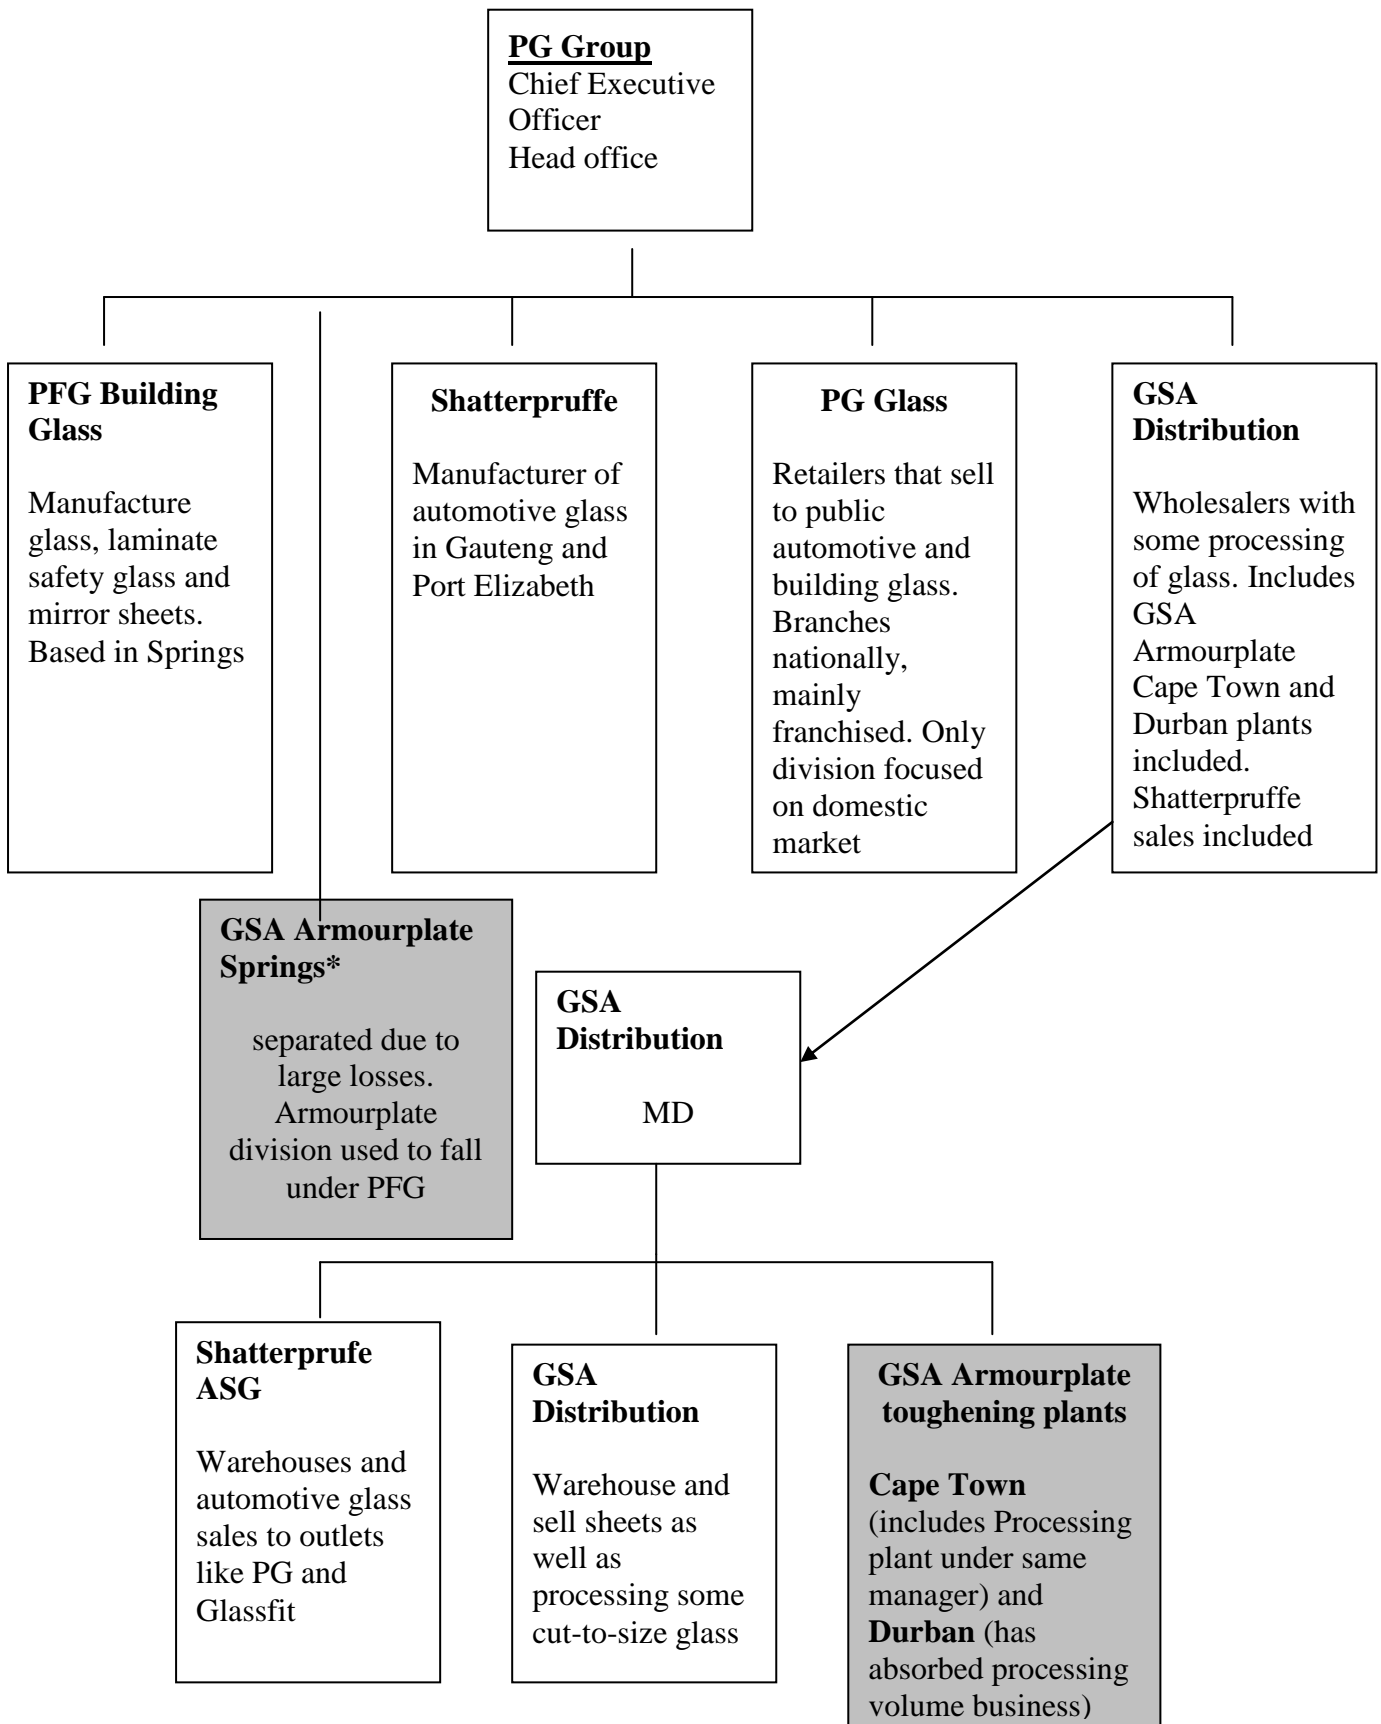 PG Group
Chief Executive
Officer
Head office
PFG Building
Glass
Manufacture
glass, laminate
safety glass and
mirror sheets.
Based in Springs
Shatterpruffe
Manufacturer of
automotive glass
in Gauteng and
Port Elizabeth
PG Glass
Retailers that sell
to public
automotive and
building glass.
Branches
nationally,
mainly
franchised. Only
division focused
on domestic
market
GSA
Distribution
Wholesalers with
some processing
of glass. Includes
GSA
Armourplate
Cape Town and
Durban plants
included.
Shatterpruffe
sales included
GSA Armourplate
Springs*
separated due to
large losses.
Armourplate
division used to fall
under PFG
GSA
Distribution
MD
Shatterprufe
ASG
Warehouses and
automotive glass
sales to outlets
like PG and
Glassfit
GSA
Distribution
Warehouse and
sell sheets as
well as
processing some
cut-to-size glass
GSA Armourplate
toughening plants
Cape Town
(includes Processing
plant under same
manager) and
Durban (has
absorbed processing
volume business)